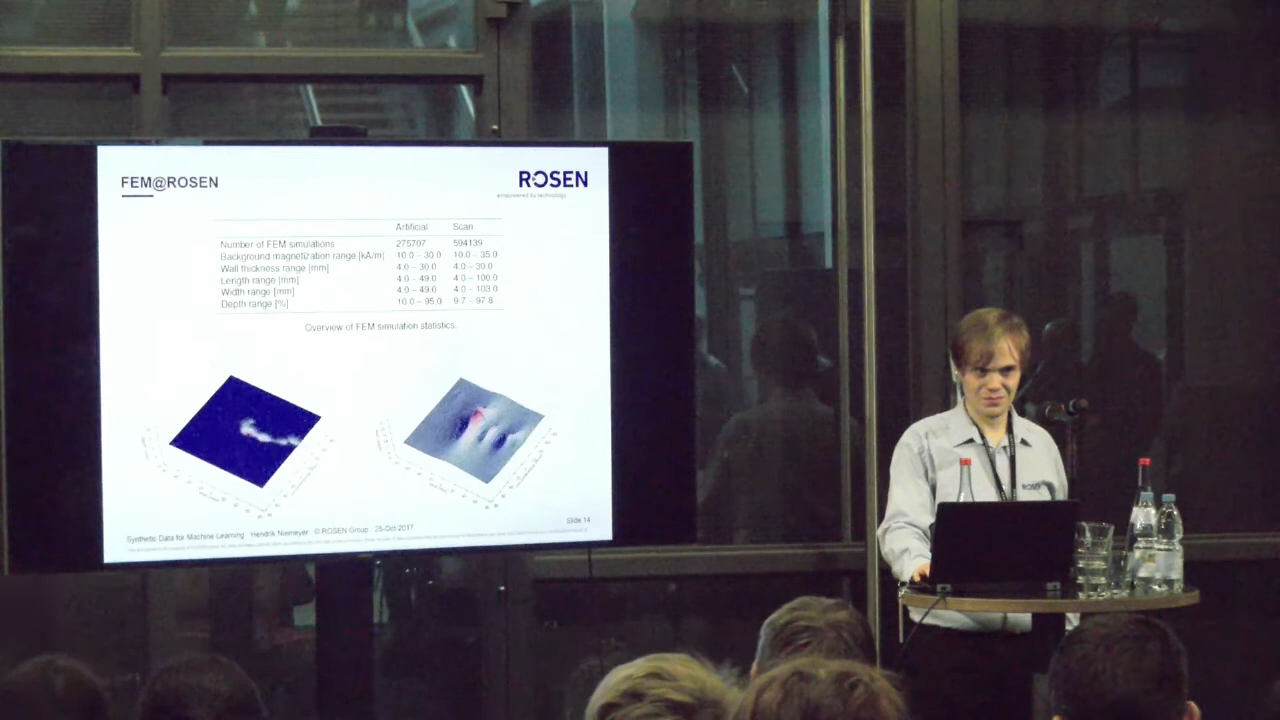 FEM@ROSEN
ROSEN
empowered by technology
Artificial Scan
Number of FEM simulations 275707 594139
Background magnetization range [kA/m] 10.0 – 30.0 10.0 – 35.0
Wall thickness range [mm] 4.0 – 30.0 4.0 – 30.0
Length range [mm] 4.0 – 49.0 4.0 – 100.0
Width range [mm] 4.0 – 49.0 4.0 – 103.0
Depth range [%] 10.0 – 95.0 9.7 – 97.8
Overview of FEM simulation statistics.
Slide 14
Synthetic Data for Machine Learning Hendrik Niemeyer © ROSEN Group 25-Oct-2017
ROSEN